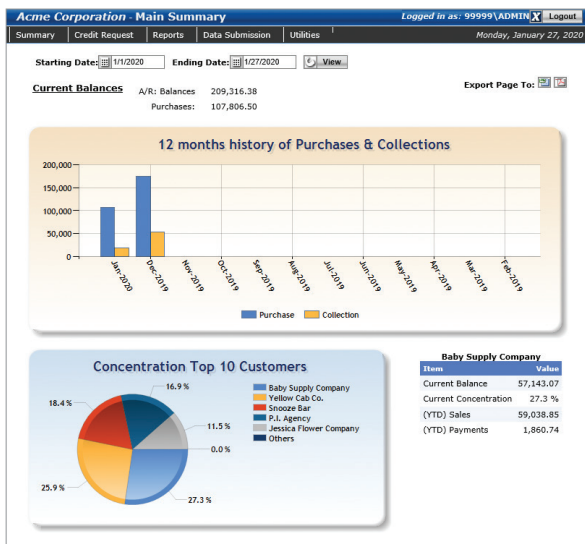 Acme Corporation - Main Summary
Logged in as: 99999\ADMIN X Logout
Summary Credit Request Reports Data Submission Utilities Monday, January 27, 2020
Starting Date: 1/1/2020 Ending Date: 1/27/2020 View
Current Balances A/R: Balances 209,316.38
Purchases: 107,806.50
Export Page To:
12 months history of Purchases & Collections
200,000
150,000
100,000
50,000
0
Jan-2020 Dec-2019 Nov-2019 Oct-2019 Sep-2019 Aug-2019 Jul-2019 Jun-2019 May-2019 Apr-2019 Mar-2019 Feb-2019
Purchase Collection
Concentration Top 10 Customers
16.9 %
18.4 %
11.5 %
0.0 %
25.9 %
27.3 %
Baby Supply Company
Yellow Cab Co.
Snooze Bar
P.I. Agency
Jessica Flower Company
Others
Baby Supply Company
Item Value
Current Balance 57,143.07
Current Concentration 27.3 %
(YTD) Sales 59,038.85
(YTD) Payments 1,860.74